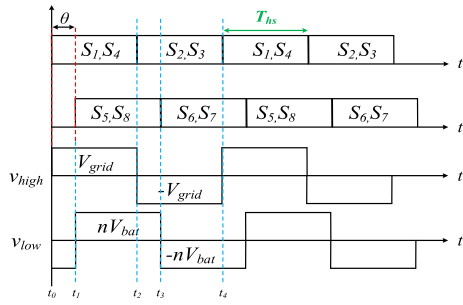 θ T_hs
S₁,S₄ S₂,S₃ S₁,S₄ S₂,S₃ t
S₅,S₈ S₆,S₇ S₅,S₈ S₆,S₇ t
v_high V_grid -V_grid t
v_low nV_bat -nV_bat t
t₀ t₁ t₂ t₃ t₄